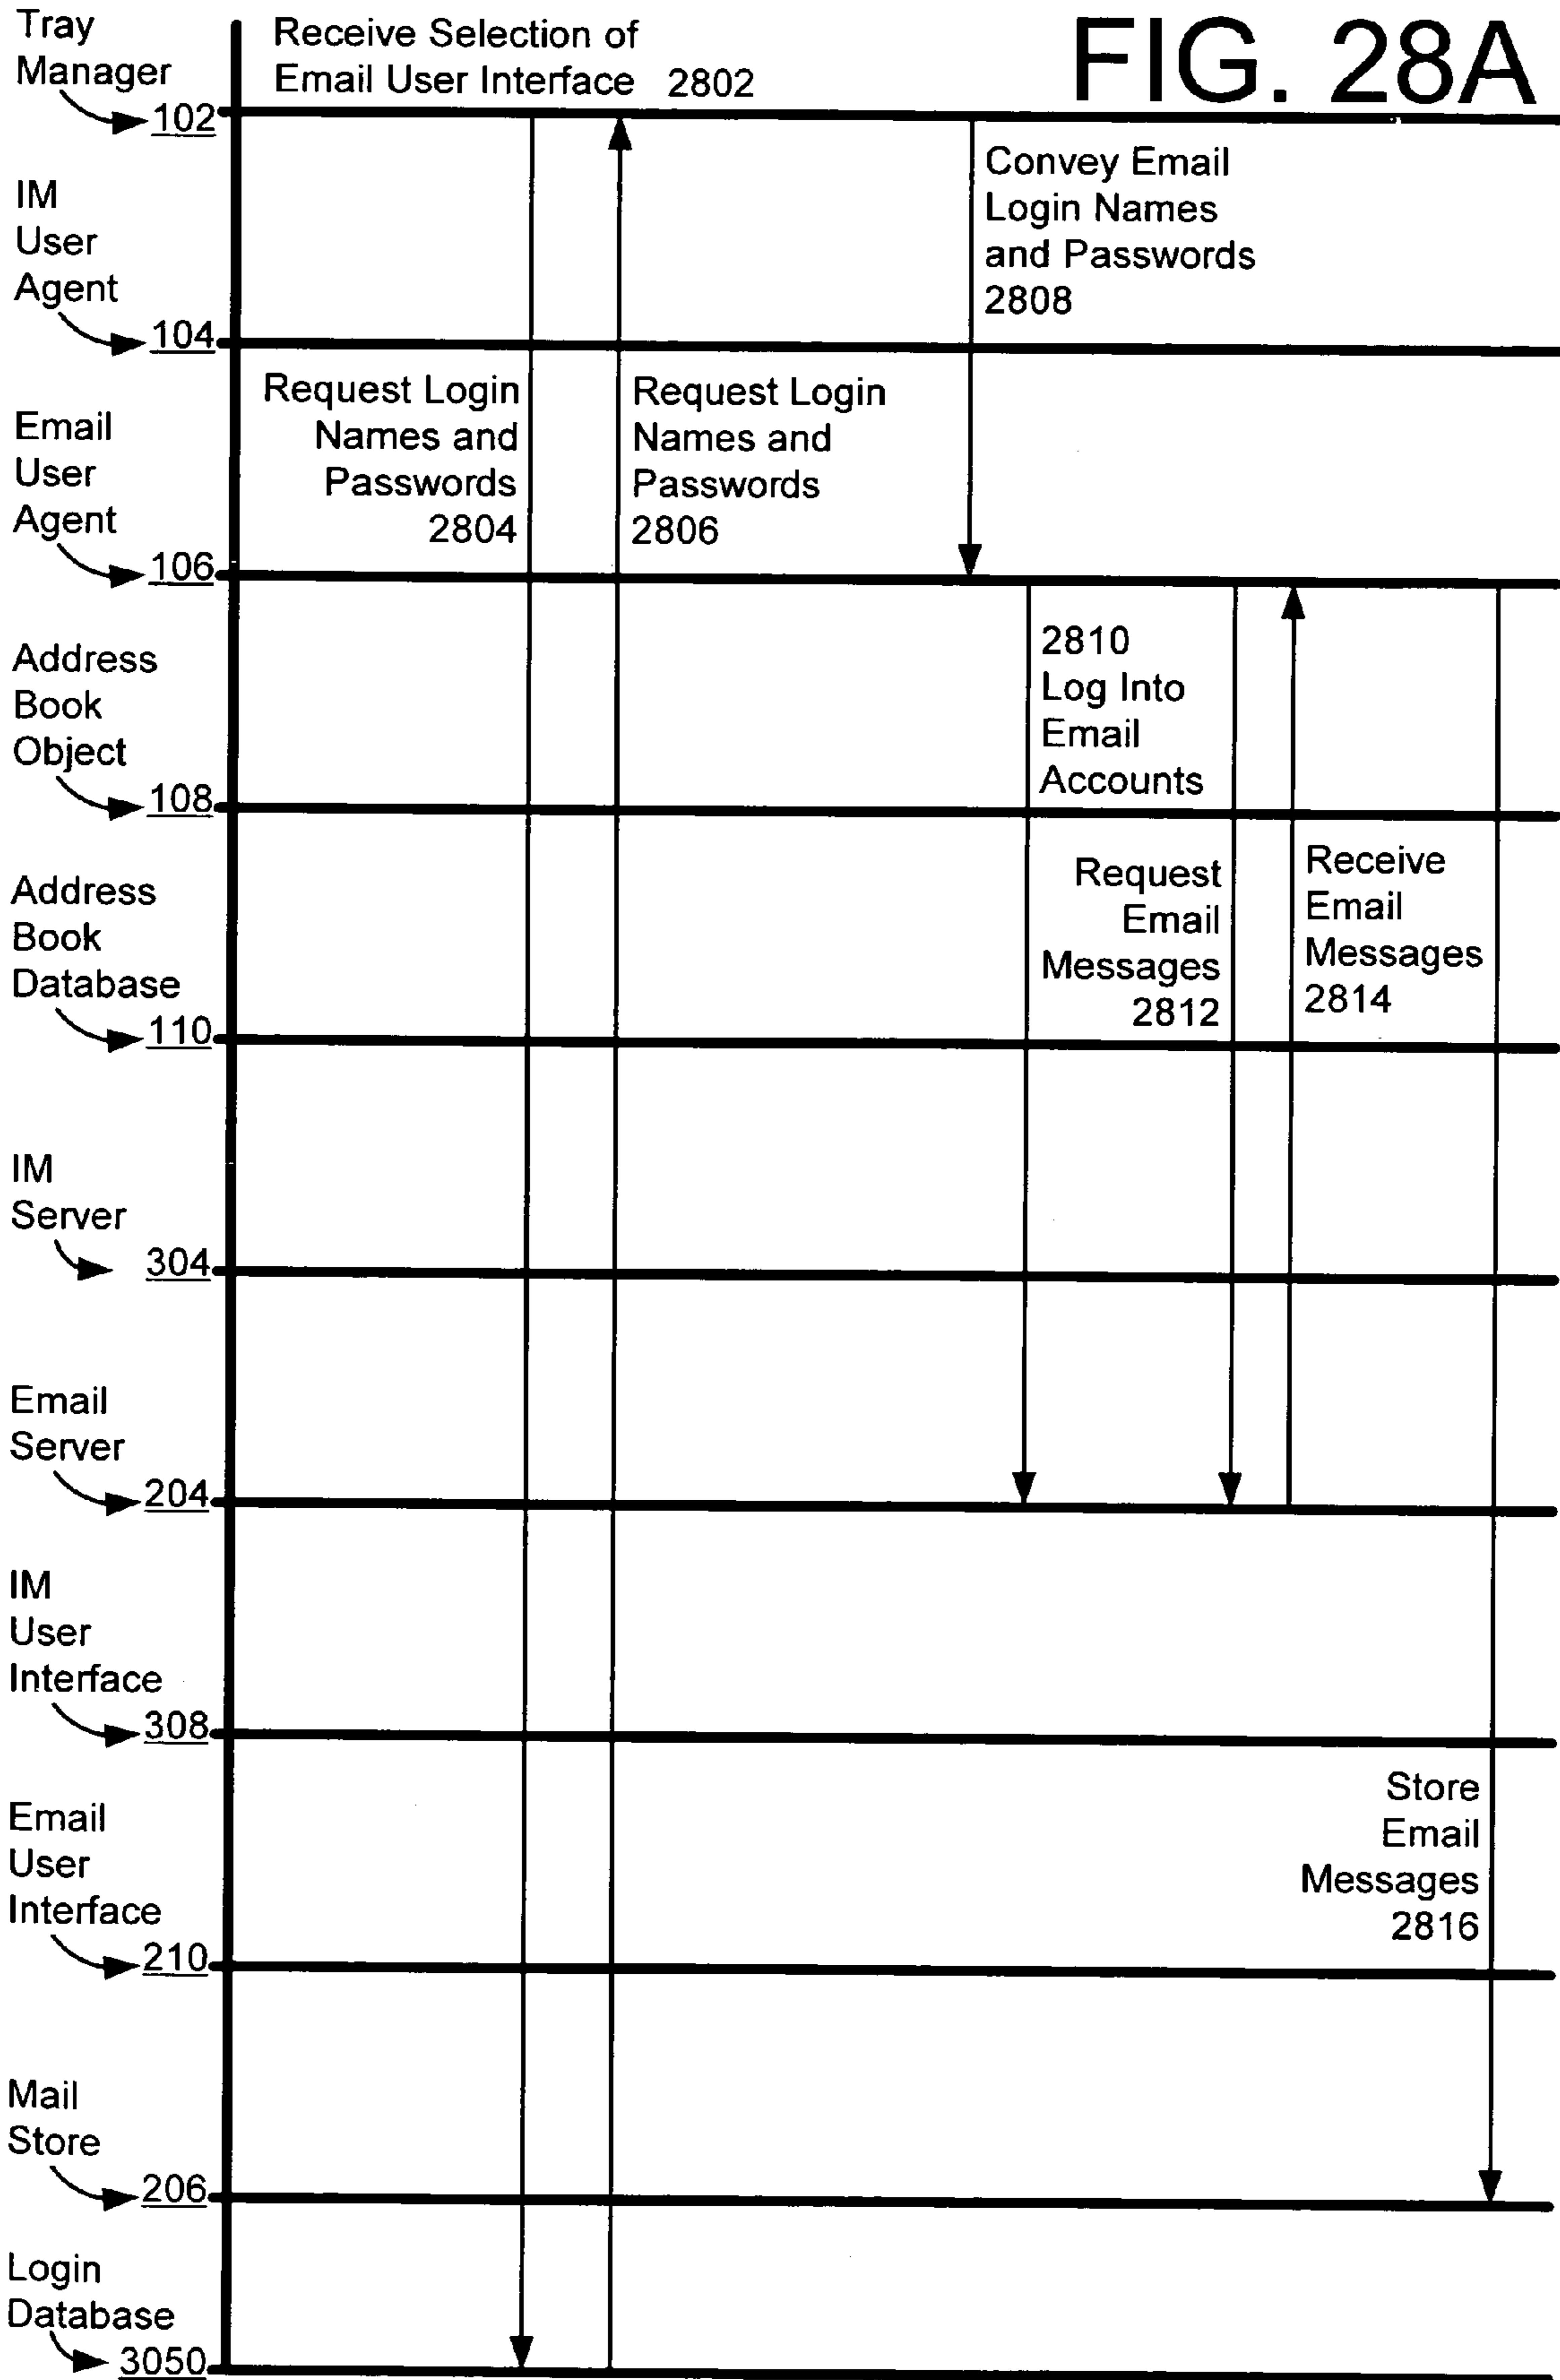 FIG. 28A
Tray
Manager
102
Receive Selection of
Email User Interface 2802
IM
User
Agent
104
Convey Email
Login Names
and Passwords
2808
Email
User
Agent
106
Request Login
Names and
Passwords
2804
Request Login
Names and
Passwords
2806
Address
Book
Object
108
2810
Log Into
Email
Accounts
Address
Book
Database
110
Request
Email
Messages
2812
Receive
Email
Messages
2814
IM
Server
304
Email
Server
204
IM
User
Interface
308
Email
User
Interface
210
Store
Email
Messages
2816
Mail
Store
206
Login
Database
3050